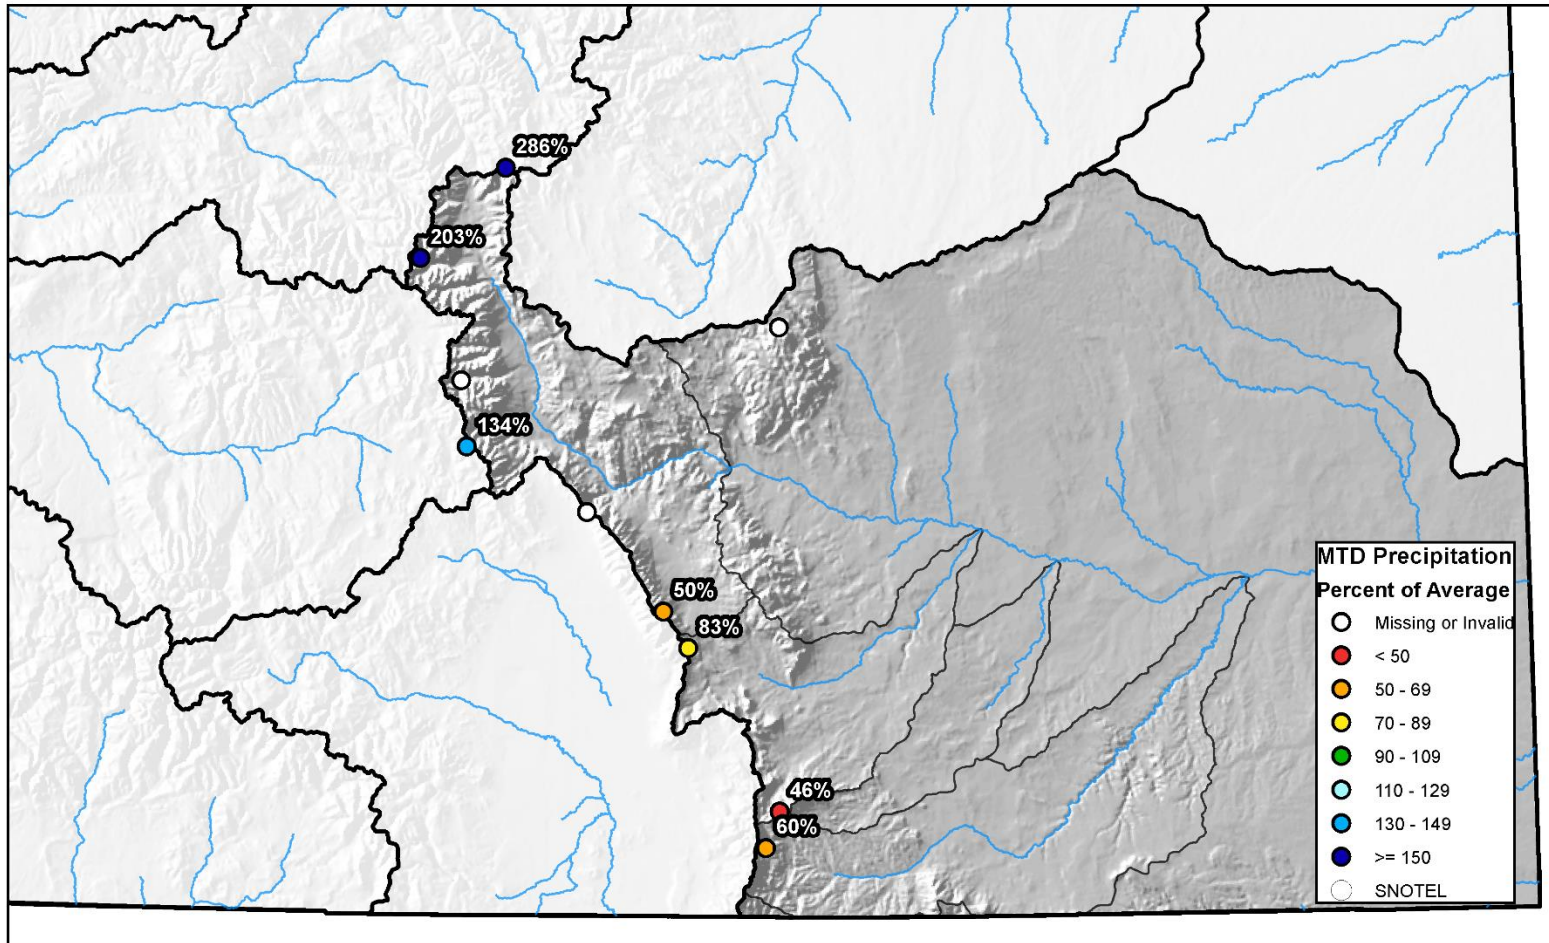 286%
203%
134%
50%
83%
46%
60%
MTD Precipitation
Percent of Average
Missing or Invalid
< 50
50 - 69
70 - 89
90 - 109
110 - 129
130 - 149
>= 150
SNOTEL